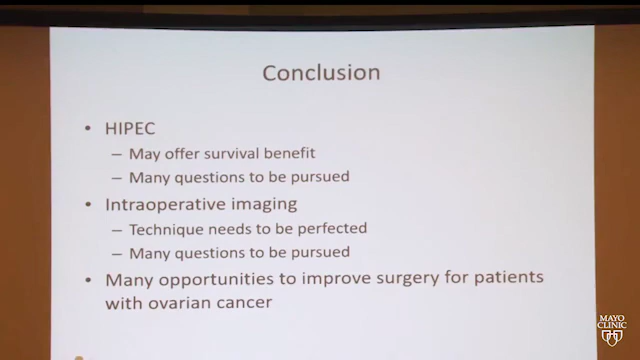 Conclusion
• HIPEC
– May offer survival benefit
– Many questions to be pursued
• Intraoperative imaging
– Technique needs to be perfected
– Many questions to be pursued
• Many opportunities to improve surgery for patients
with ovarian cancer
MAYO
CLINIC